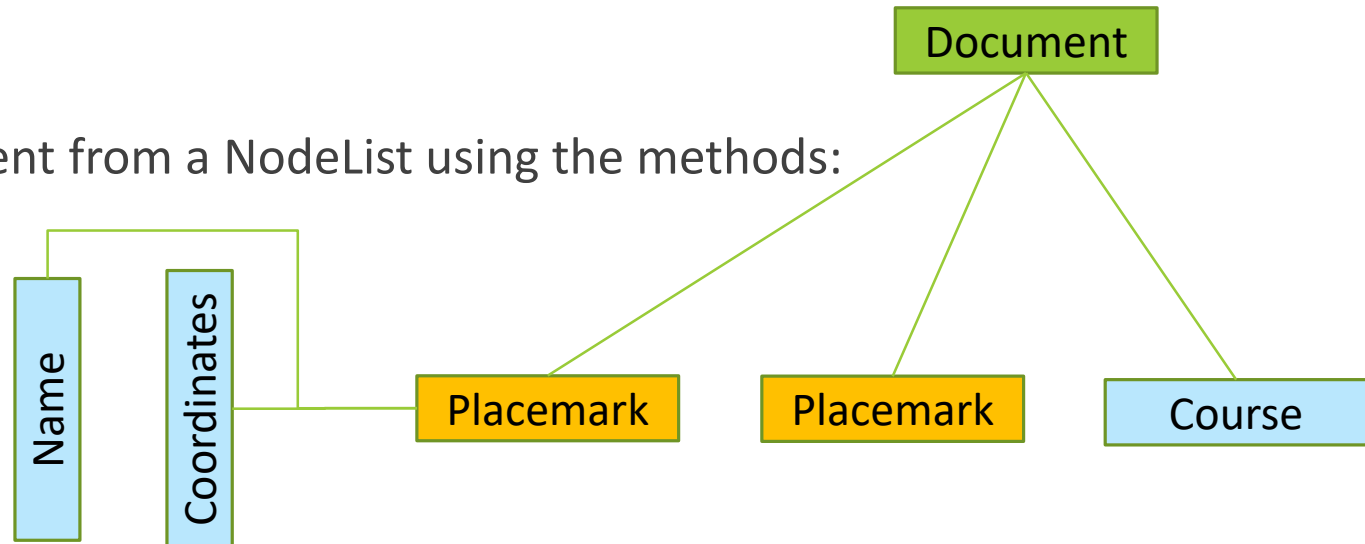 Document
ent from a NodeList using the methods:
Name
Coordinates
Placemark
Placemark
Course